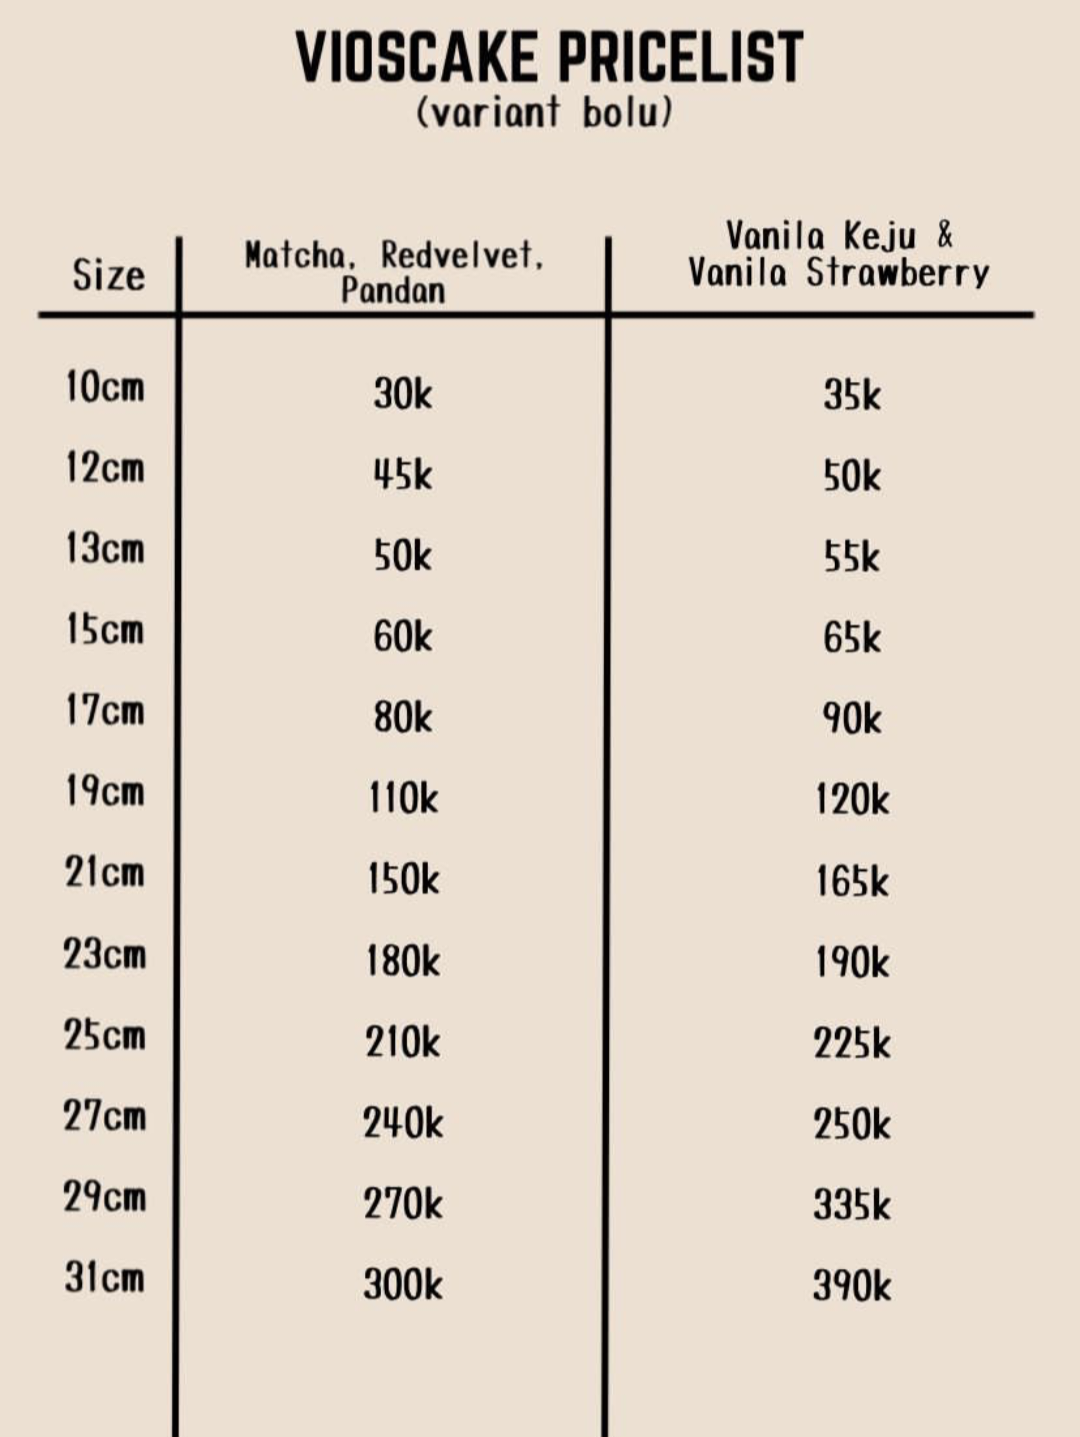 VIOSCAKE PRICELIST
(variant bolu)
Size
Matcha, Redvelvet,
Pandan
Vanila Keju &
Vanila Strawberry
10cm 30k 35k
12cm 45k 50k
13cm 50k 55k
15cm 60k 65k
17cm 80k 90k
19cm 110k 120k
21cm 150k 165k
23cm 180k 190k
25cm 210k 225k
27cm 240k 250k
29cm 270k 335k
31cm 300k 390k